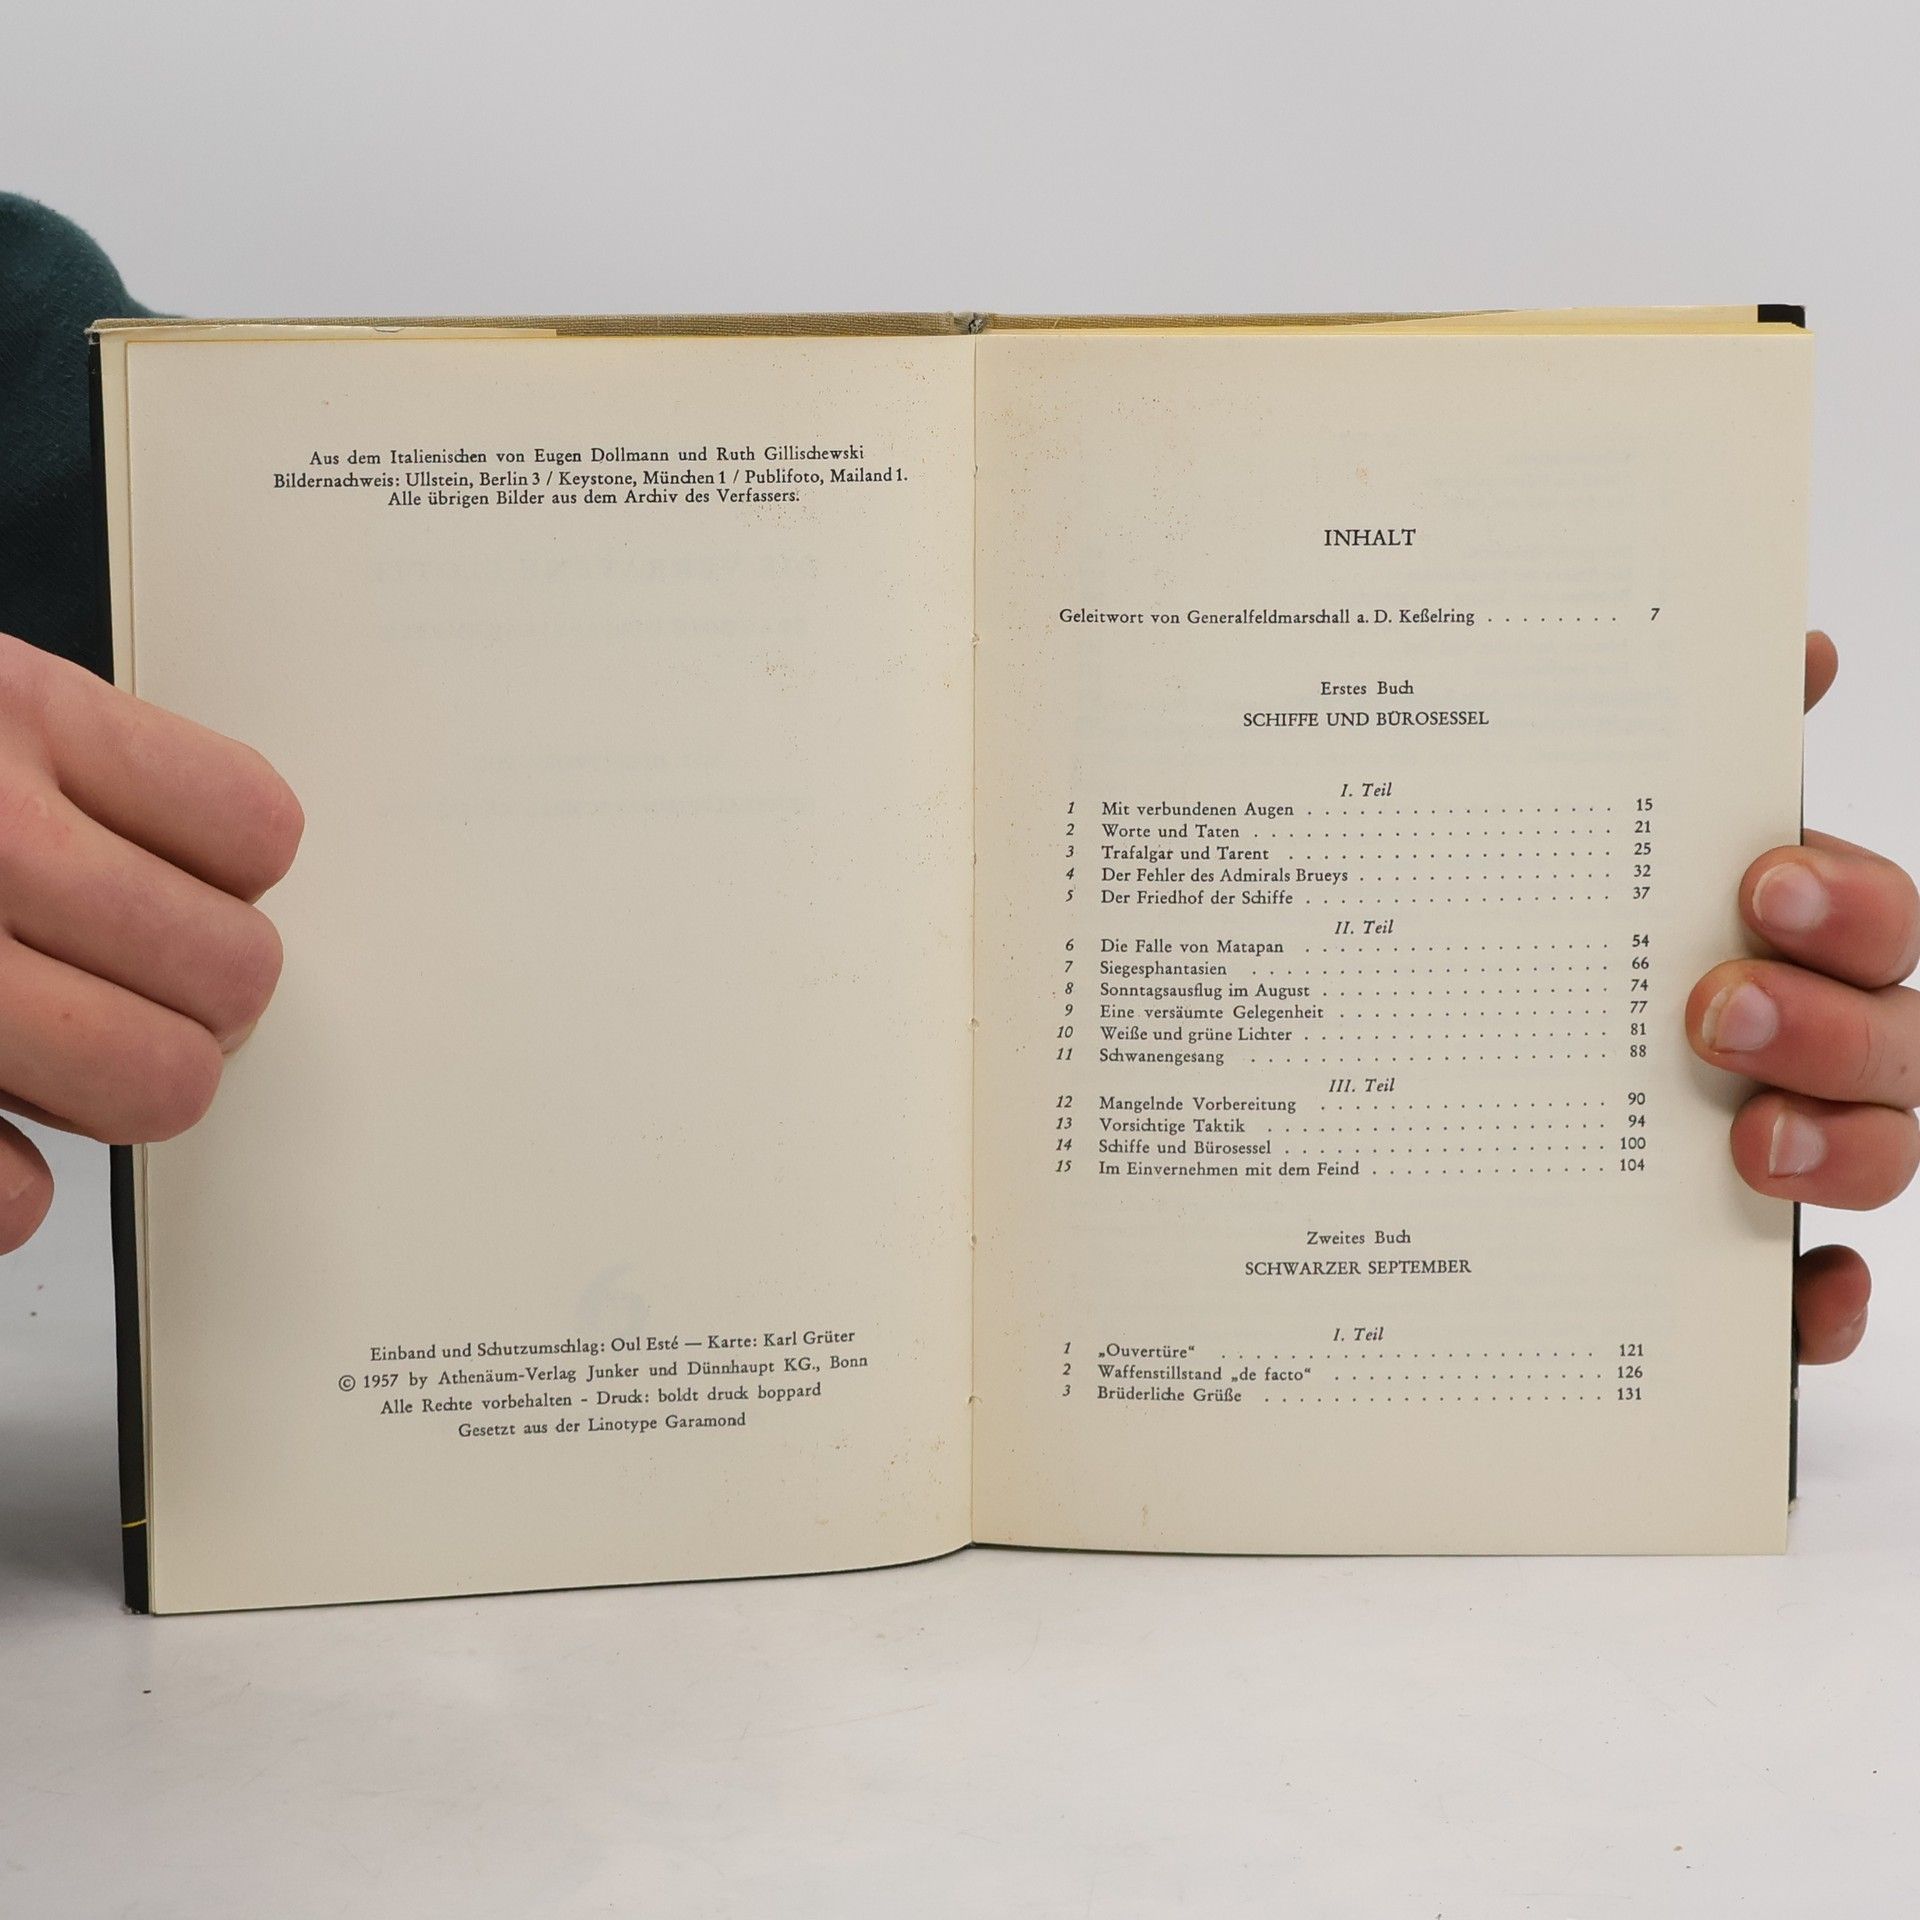 Aus dem Italienischen von Eugen Dollmann und Ruth Gillischewski
Bildernachweis: Ullstein, Berlin 3 / Keystone, München 1 / Publifoto, Mailand 1.
Alle übrigen Bilder aus dem Archiv des Verfassers.
Einband und Schutzumschlag: Oul Esté — Karte: Karl Grüter
© 1957 by Athenäum-Verlag Junker und Dünnhaupt KG., Bonn
Alle Rechte vorbehalten - Druck: boldt druck boppard
Gesetzt aus der Linotype Garamond
INHALT
Geleitwort von Generalfeldmarschall a. D. Keßelring . . . . . . . . 7
Erstes Buch
SCHIFFE UND BÜROSESSEL
I. Teil
1 Mit verbundenen Augen . . . . . . . . . . . . . . . . . . 15
2 Worte und Taten . . . . . . . . . . . . . . . . . . . . . 21
3 Trafalgar und Tarent . . . . . . . . . . . . . . . . . . . 25
4 Der Fehler des Admirals Brueys . . . . . . . . . . . . . . . 32
5 Der Friedhof der Schiffe . . . . . . . . . . . . . . . . . . 37
II. Teil
6 Die Falle von Matapan . . . . . . . . . . . . . . . . . . 54
7 Siegesphantasien . . . . . . . . . . . . . . . . . . . . . 66
8 Sonntagsausflug im August . . . . . . . . . . . . . . . . . 74
9 Eine versäumte Gelegenheit . . . . . . . . . . . . . . . . 77
10 Weiße und grüne Lichter . . . . . . . . . . . . . . . . . . 81
11 Schwanengesang . . . . . . . . . . . . . . . . . . . . . 88
III. Teil
12 Mangelnde Vorbereitung . . . . . . . . . . . . . . . . . 90
13 Vorsichtige Taktik . . . . . . . . . . . . . . . . . . . . 94
14 Schiffe und Bürosessel . . . . . . . . . . . . . . . . . . . 100
15 Im Einvernehmen mit dem Feind . . . . . . . . . . . . . . 104
Zweites Buch
SCHWARZER SEPTEMBER
I. Teil
1 „Ouvertüre“ . . . . . . . . . . . . . . . . . . . . . . 121
2 Waffenstillstand „de facto“ . . . . . . . . . . . . . . . . 126
3 Brüderliche Grüße . . . . . . . . . . . . . . . . . . . . 131